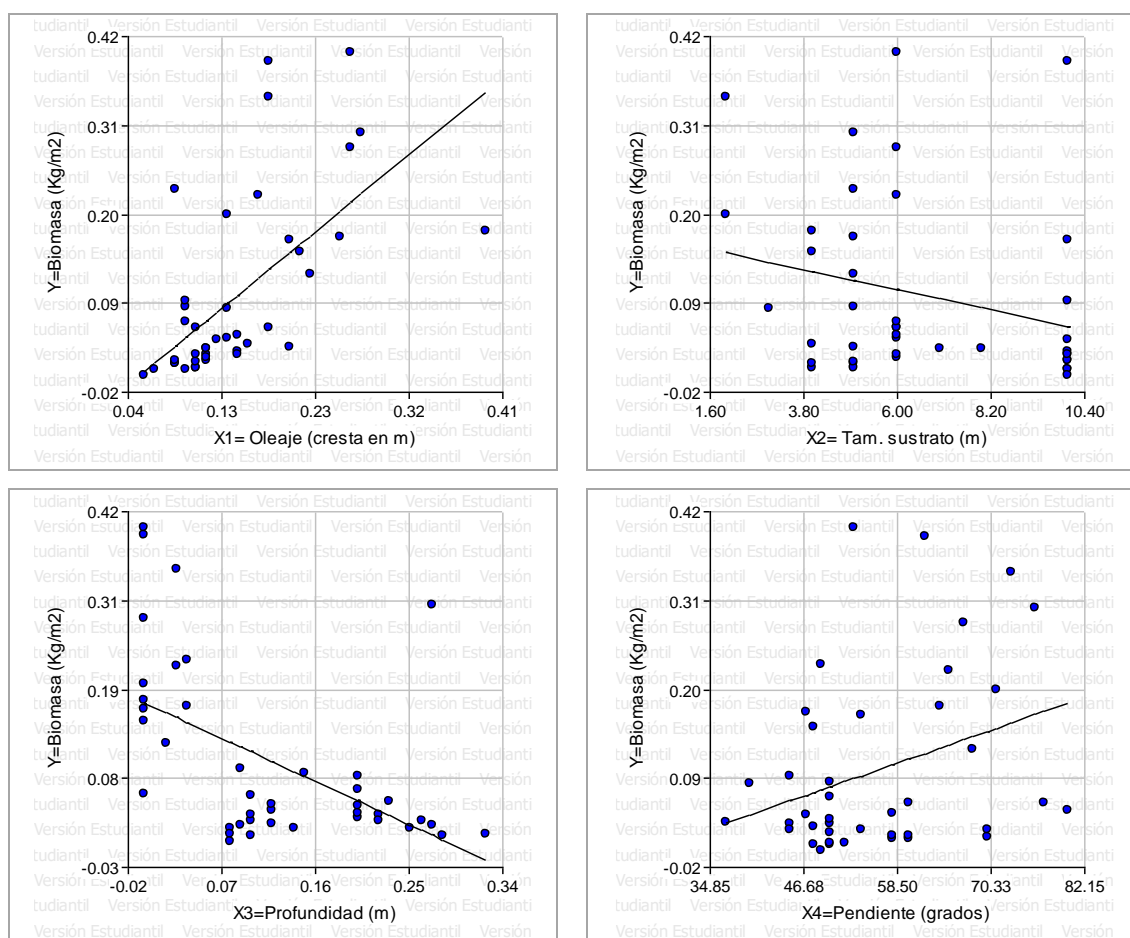 Y=Biomasa (Kg/m2)
0.42
0.31
0.20
0.09
-0.02
0.04 0.13 0.23 0.32 0.41
X1= Oleaje (cresta en m)
Y=Biomasa (Kg/m2)
0.42
0.31
0.20
0.09
-0.02
1.60 3.80 6.00 8.20 10.40
X2= Tam. sustrato (m)
Y=Biomasa (Kg/m2)
0.42
0.31
0.19
0.08
-0.03
-0.02 0.07 0.16 0.25 0.34
X3=Profundidad (m)
Y=Biomasa (Kg/m2)
0.42
0.31
0.20
0.09
-0.02
34.85 46.68 58.50 70.33 82.15
X4=Pendiente (grados)
Versión Estudiantil